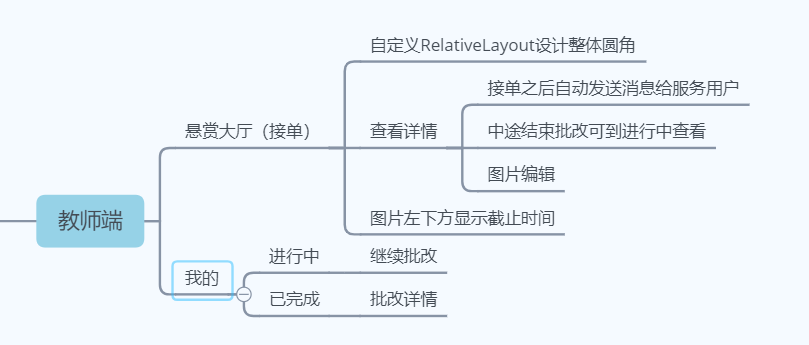 自定义RelativeLayout设计整体圆角
接单之后自动发送消息给服务用户
悬赏大厅（接单）
查看详情
中途结束批改可到进行中查看
图片编辑
教师端
图片左下方显示截止时间
进行中
继续批改
我的
已完成
批改详情